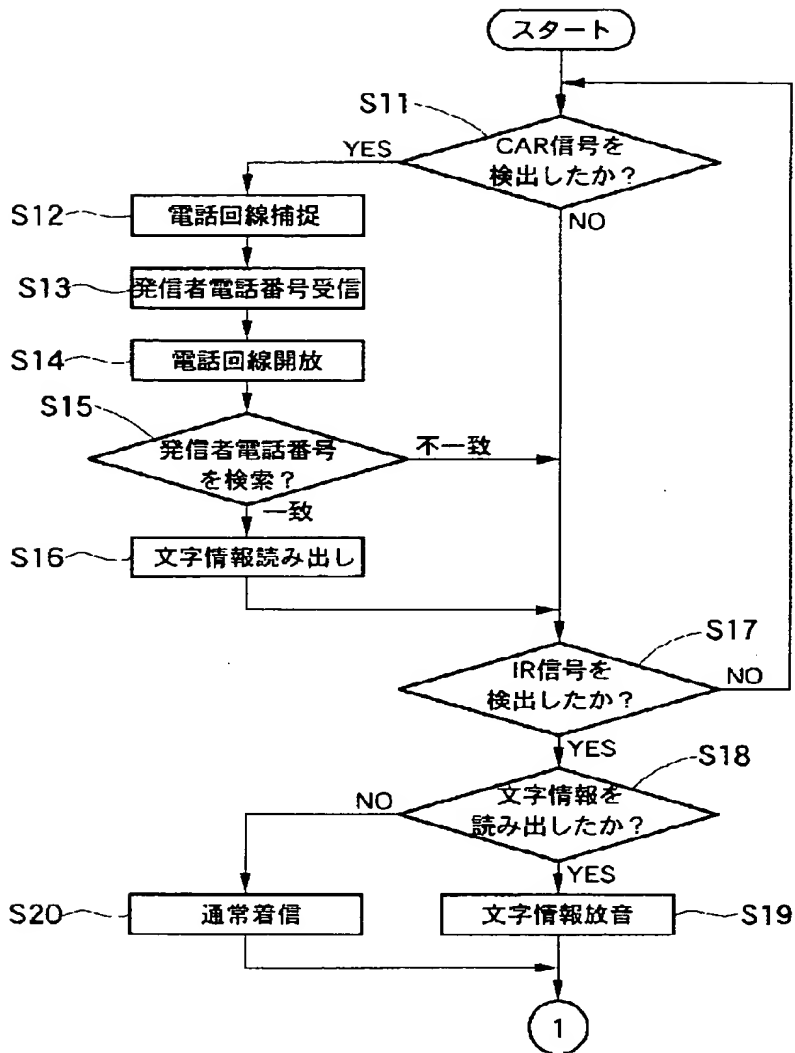 スタート
S11
CAR信号を
検出したか?
YES
NO
S12
電話回線捕捉
S13
発信者電話番号受信
S14
電話回線開放
S15
発信者電話番号
を検索?
不一致
一致
S16
文字情報読み出し
S17
IR信号を
検出したか?
NO
YES
S18
文字情報を
読み出したか?
NO
YES
S20
通常着信
文字情報放音
S19
1